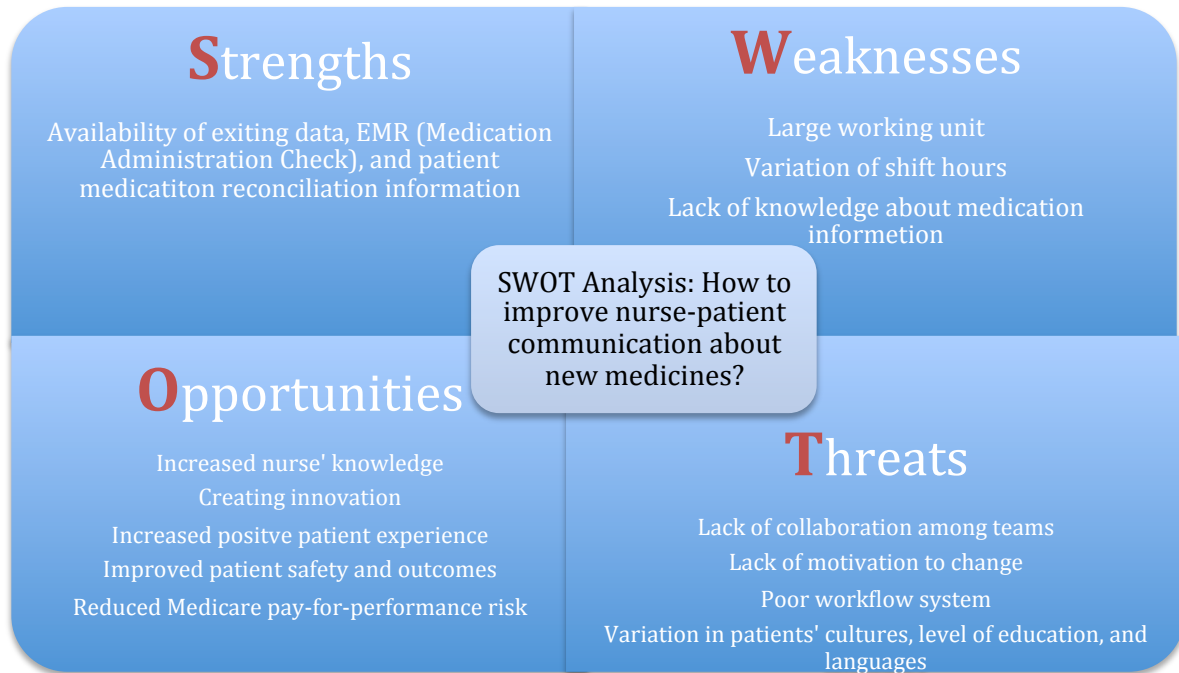 Strengths
Availability of exiting data, EMR (Medication
Administration Check), and patient
medicatiton reconciliation information
Weaknesses
Large working unit
Variation of shift hours
Lack of knowledge about medication
informetion
SWOT Analysis: How to
improve nurse-patient
communication about
new medicines?
Opportunities
Increased nurse' knowledge
Creating innovation
Increased positve patient experience
Improved patient safety and outcomes
Reduced Medicare pay-for-performance risk
Threats
Lack of collaboration among teams
Lack of motivation to change
Poor workflow system
Variation in patients' cultures, level of education, and
languages